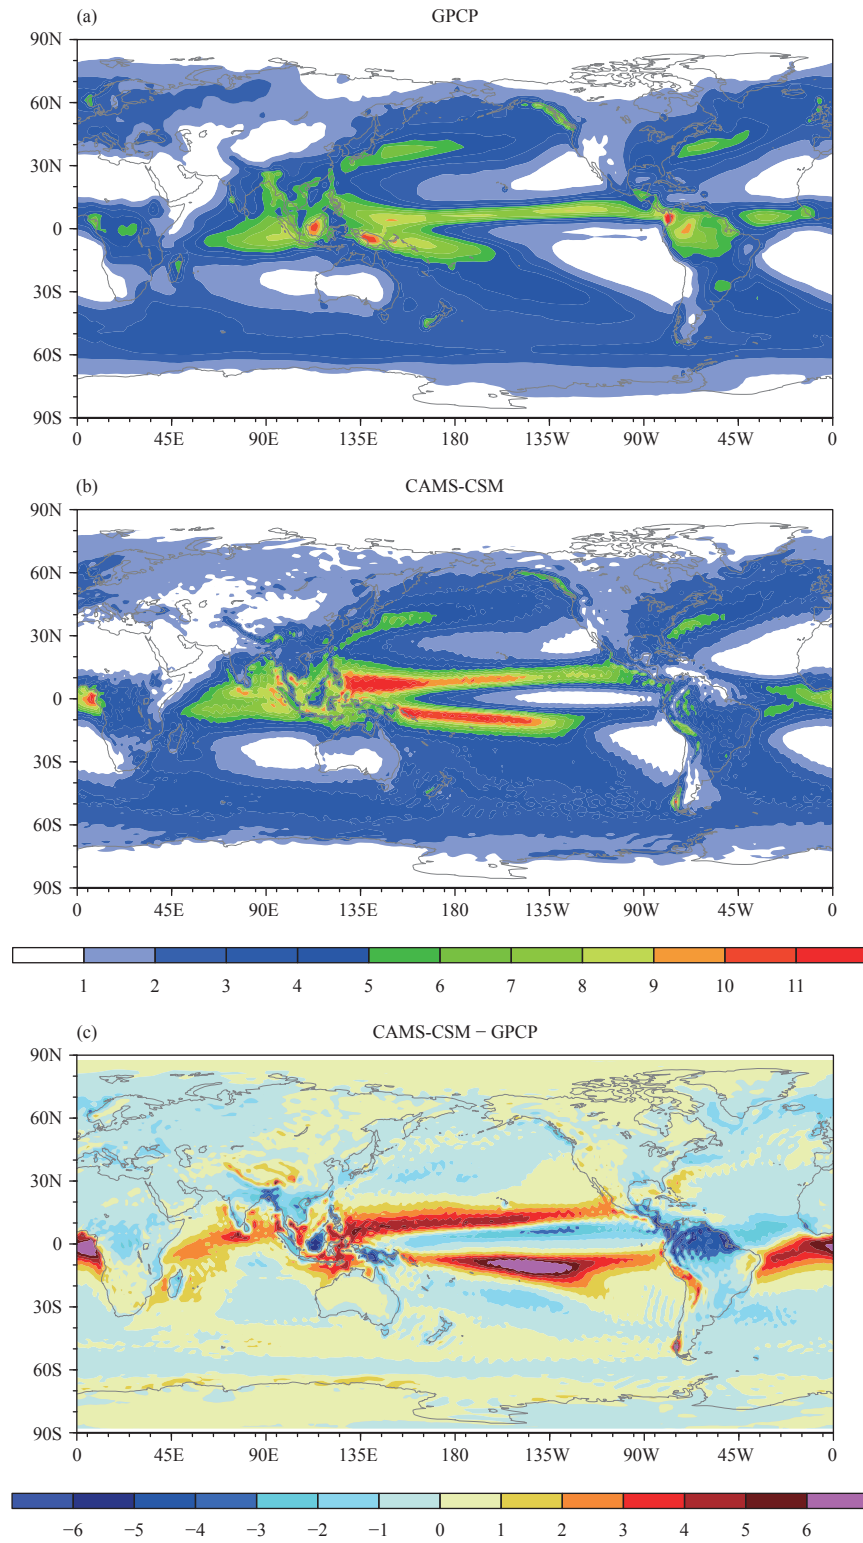 (a) GPCP
90N
60N
30N
0
30S
60S
90S
0 45E 90E 135E 180 135W 90W 45W 0
(b) CAMS-CSM
90N
60N
30N
0
30S
60S
90S
0 45E 90E 135E 180 135W 90W 45W 0
1 2 3 4 5 6 7 8 9 10 11
(c) CAMS-CSM − GPCP
90N
60N
30N
0
30S
60S
90S
0 45E 90E 135E 180 135W 90W 45W 0
−6 −5 −4 −3 −2 −1 0 1 2 3 4 5 6